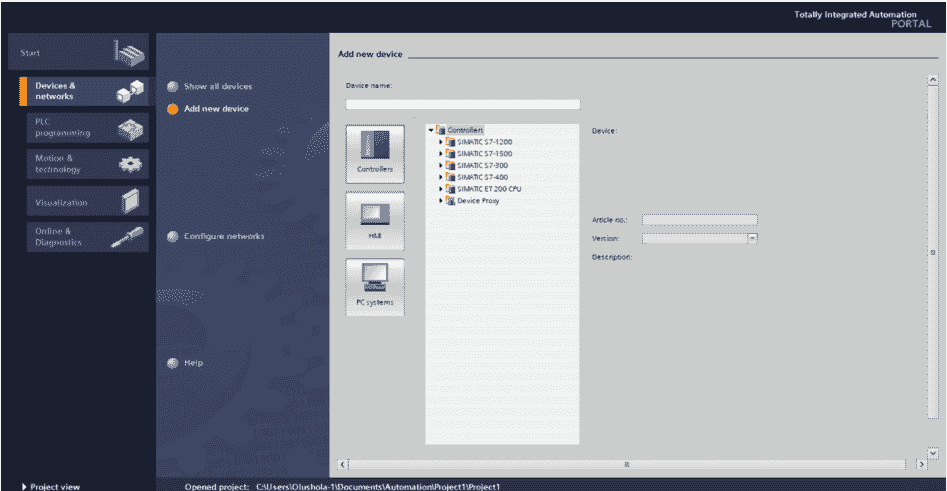 Totally Integrated Automation
PORTAL
Start
Devices &
networks
PLC
programming
Motion &
technology
Visualization
Online &
Diagnostics
Show all devices
Add new device
Configure networks
Help
Add new device
Device name:
Controllers
HMI
PC systems
Controllers
SIMATIC S7-1200
SIMATIC S7-1500
SIMATIC S7-300
SIMATIC S7-400
SIMATIC ET 200 CPU
Device Proxy
Device:
Article no.:
Version:
Description:
Project view
Opened project: C:\Users\Olushola-1\Documents\Automation\Project1\Project1